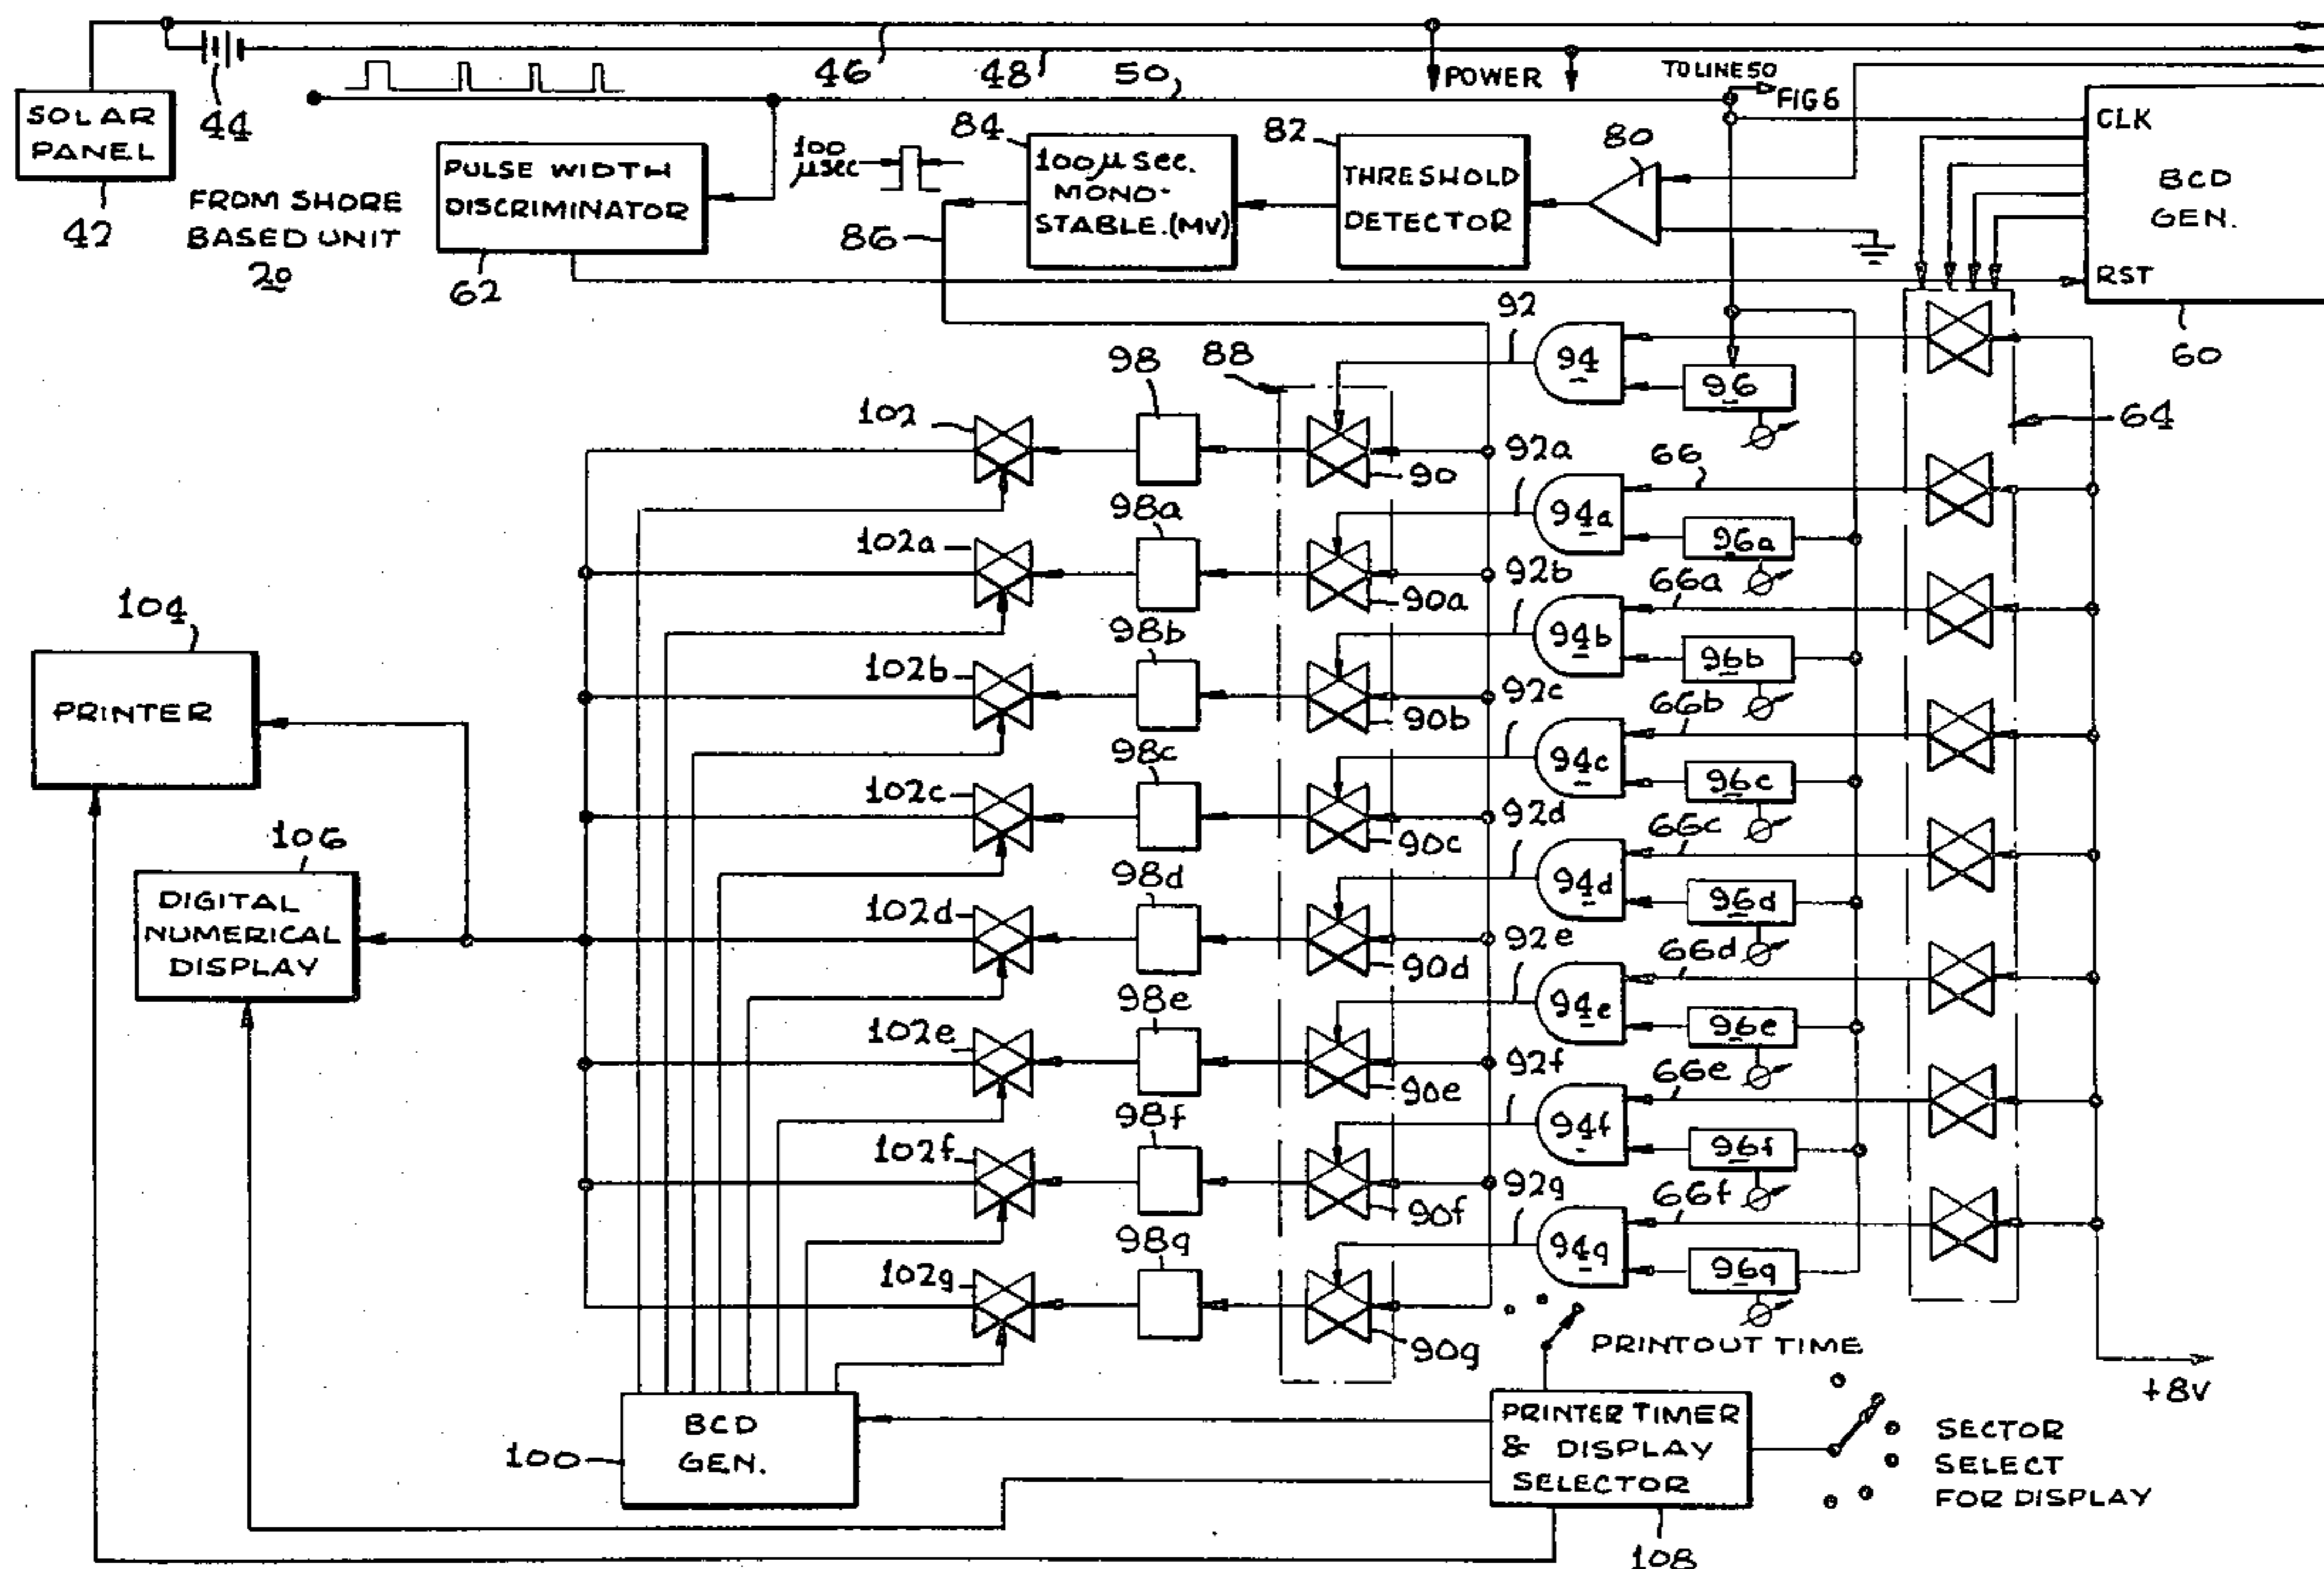 46
48
50
POWER
TO LINE 50
FIG 6
SOLAR
PANEL
44
42
FROM SHORE
BASED UNIT
20
PULSE WIDTH
DISCRIMINATOR
62
100
μSEC
86
84
100 μ SEC.
MONO-
STABLE.(MV)
82
THRESHOLD
DETECTOR
80
CLK
BCD
GEN.
RST
60
64
88
92
94
96
98
102
90
92a
66
94a
96a
98a
102a
90a
92b
66a
94b
96b
98b
102b
90b
92c
66b
94c
96c
98c
102c
90c
92d
66c
94d
96d
98d
102d
90d
92e
66d
94e
96e
98e
102e
90e
92f
66e
94f
96f
98f
102f
90f
92g
66f
94g
96g
98g
102g
90g
104
PRINTER
106
DIGITAL
NUMERICAL
DISPLAY
100
BCD
GEN.
PRINTOUT TIME
PRINTER TIMER
& DISPLAY
SELECTOR
108
+8V
SECTOR
SELECT
FOR DISPLAY